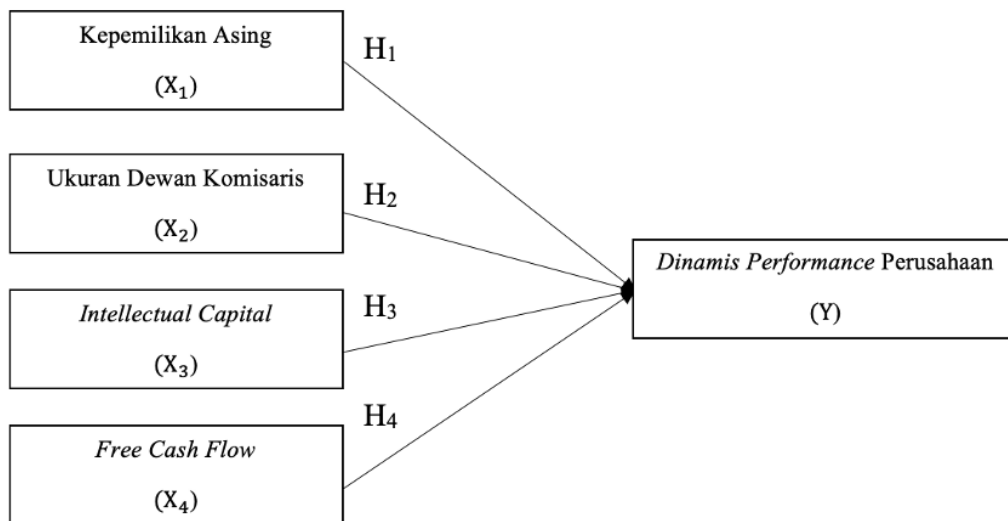 Kepemilikan Asing
(X₁)
H₁
Ukuran Dewan Komisaris
(X₂)
H₂
Intellectual Capital
(X₃)
H₃
Free Cash Flow
(X₄)
H₄
Dinamis Performance Perusahaan
(Y)